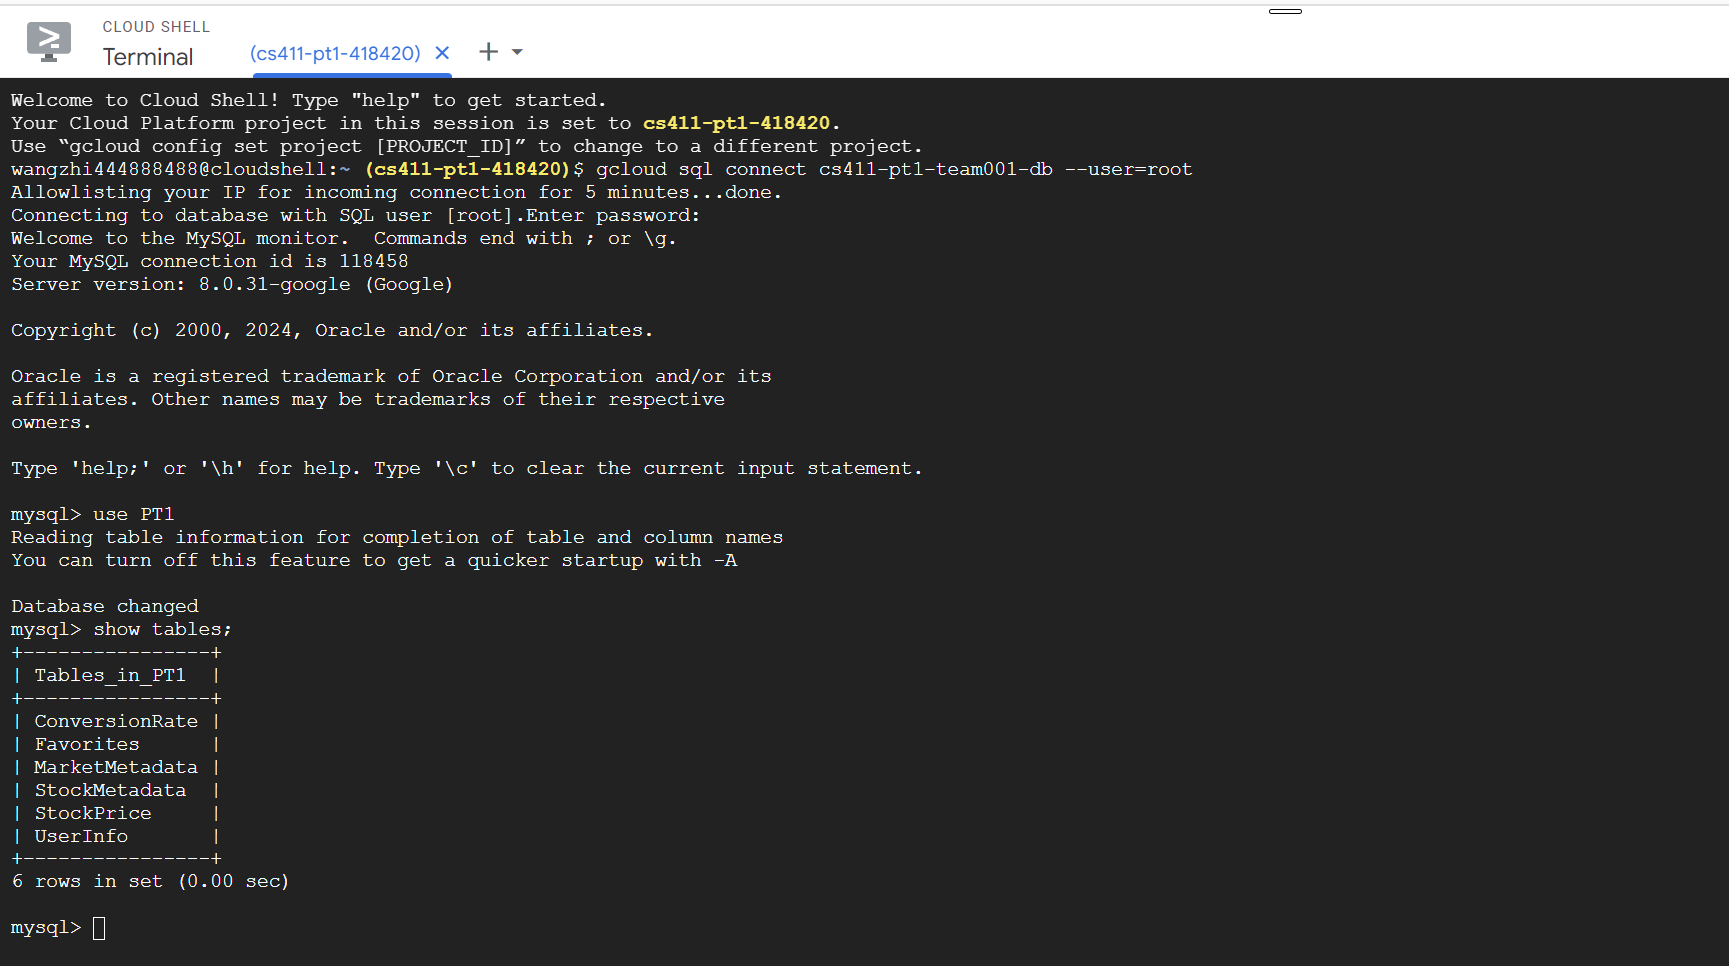 CLOUD SHELL
Terminal
(cs411-pt1-418420)
Welcome to Cloud Shell! Type "help" to get started.
Your Cloud Platform project in this session is set to cs411-pt1-418420.
Use “gcloud config set project [PROJECT_ID]” to change to a different project.
wangzhi444888488@cloudshell:~ (cs411-pt1-418420)$ gcloud sql connect cs411-pt1-team001-db --user=root
Allowlisting your IP for incoming connection for 5 minutes...done.
Connecting to database with SQL user [root].Enter password:
Welcome to the MySQL monitor.  Commands end with ; or \g.
Your MySQL connection id is 118458
Server version: 8.0.31-google (Google)
Copyright (c) 2000, 2024, Oracle and/or its affiliates.
Oracle is a registered trademark of Oracle Corporation and/or its
affiliates. Other names may be trademarks of their respective
owners.
Type 'help;' or '\h' for help. Type '\c' to clear the current input statement.
mysql> use PT1
Reading table information for completion of table and column names
You can turn off this feature to get a quicker startup with -A
Database changed
mysql> show tables;
+----------------+
| Tables_in_PT1  |
+----------------+
| ConversionRate |
| Favorites      |
| MarketMetadata |
| StockMetadata  |
| StockPrice     |
| UserInfo       |
+----------------+
6 rows in set (0.00 sec)
mysql>